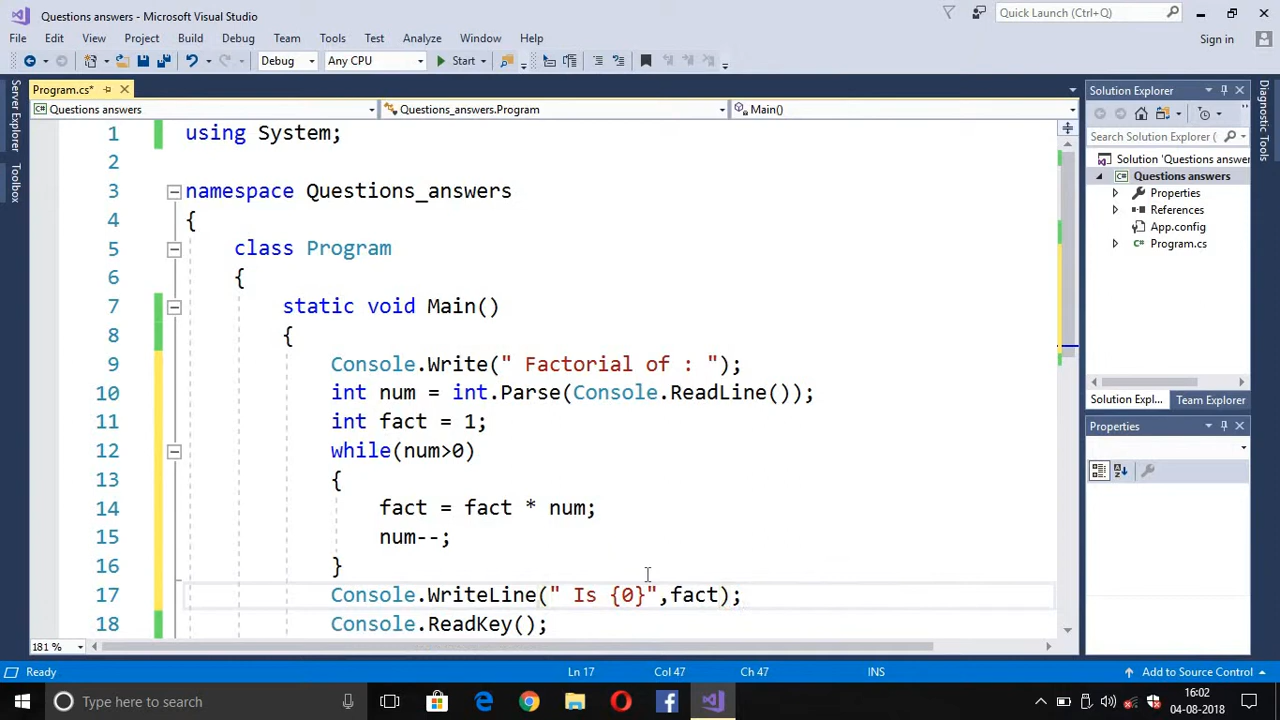 Questions answers - Microsoft Visual Studio
Quick Launch (Ctrl+Q)
File Edit View Project Build Debug Team Tools Test Analyze Window Help
Sign in
Debug Any CPU Start
Program.cs*
Questions answers Questions_answers.Program Main()
Server Explorer
Toolbox
1 using System;
2
3 namespace Questions_answers
4 {
5 class Program
6 {
7 static void Main()
8 {
9 Console.Write(" Factorial of : ");
10 int num = int.Parse(Console.ReadLine());
11 int fact = 1;
12 while(num>0)
13 {
14 fact = fact * num;
15 num--;
16 }
17 Console.WriteLine(" Is {0}",fact);
18 Console.ReadKey();
181 %
Solution Explorer
Search Solution Explorer (
Solution 'Questions answer
Questions answers
Properties
References
App.config
Program.cs
Solution Expl... Team Explorer
Properties
Diagnostic Tools
Ready Ln 17 Col 47 Ch 47 INS Add to Source Control
Type here to search
16:02
04-08-2018